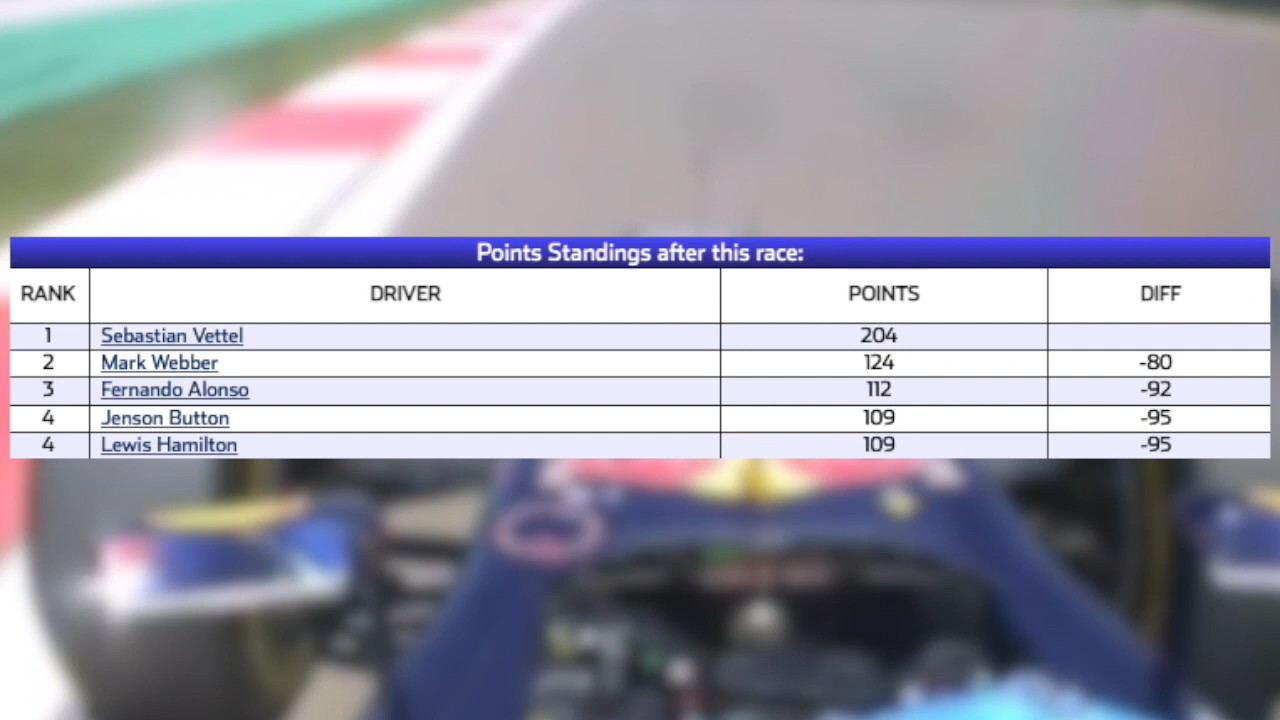 Points Standings after this race:
RANK DRIVER POINTS DIFF
1 Sebastian Vettel 204
2 Mark Webber 124 -80
3 Fernando Alonso 112 -92
4 Jenson Button 109 -95
4 Lewis Hamilton 109 -95